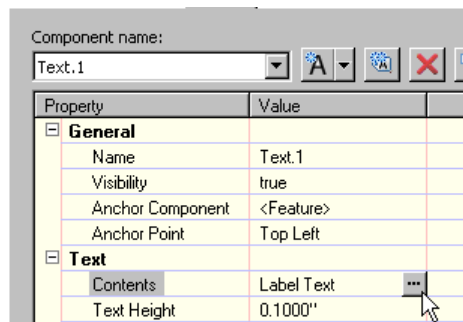 Component name:
Text.1
Property Value
General
Name Text.1
Visibility true
Anchor Component <Feature>
Anchor Point Top Left
Text
Contents Label Text ...
Text Height 0.1000"